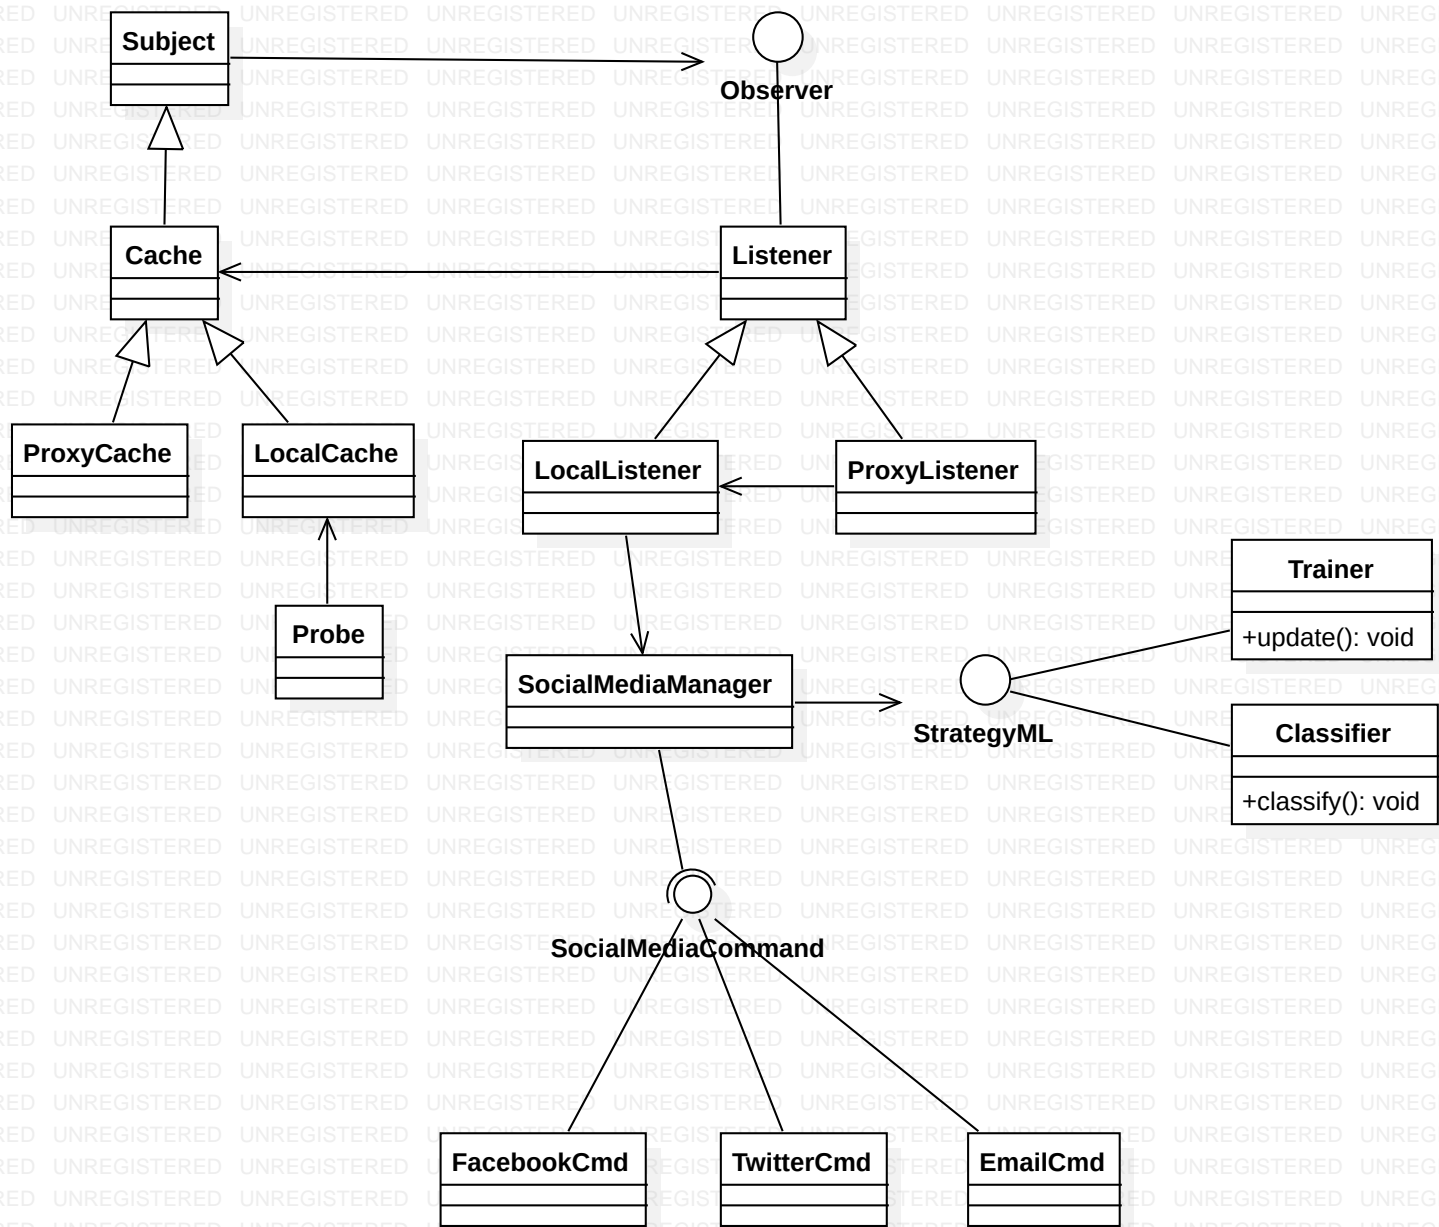 Subject
Observer
Cache
Listener
ProxyCache
LocalCache
LocalListener
ProxyListener
Trainer
+update(): void
Probe
SocialMediaManager
StrategyML
Classifier
+classify(): void
SocialMediaCommand
FacebookCmd
TwitterCmd
EmailCmd
UNREGISTERED